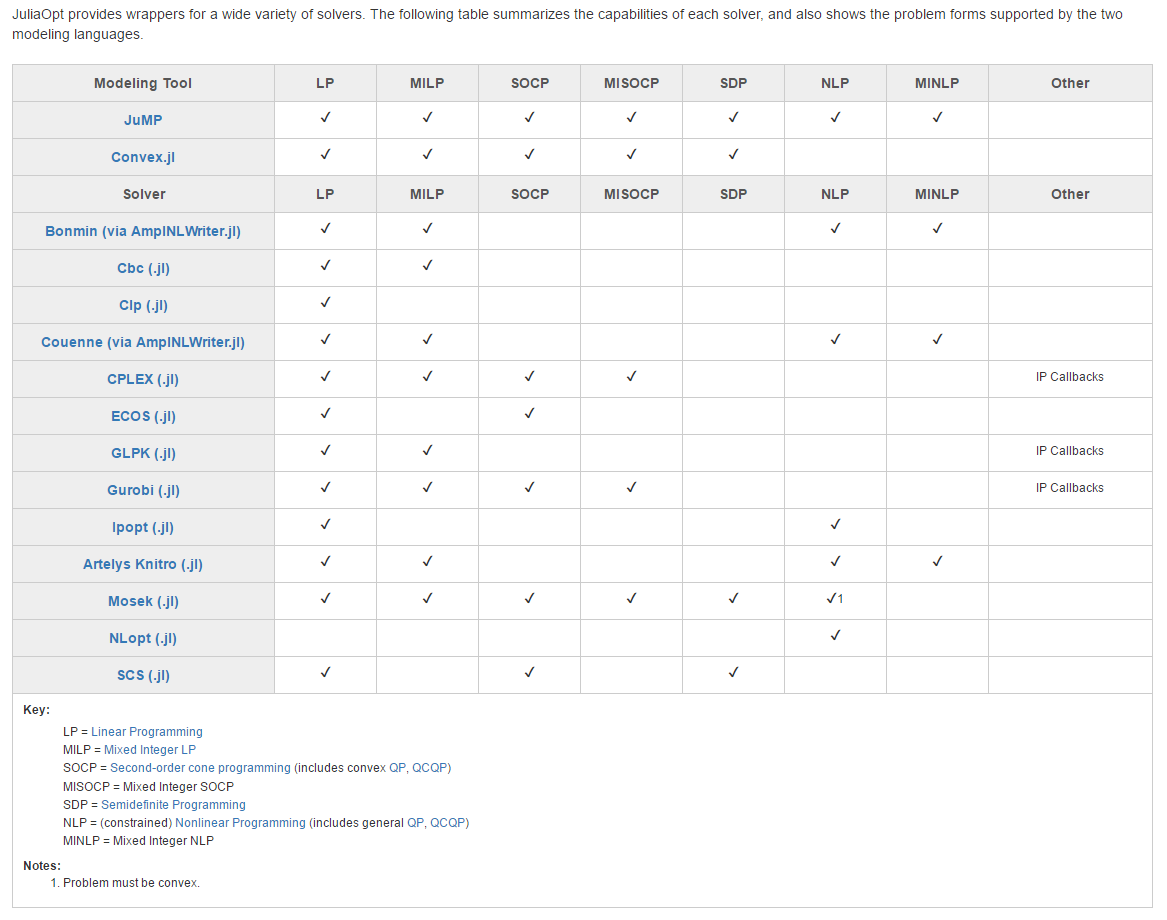 JuliaOpt provides wrappers for a wide variety of solvers. The following table summarizes the capabilities of each solver, and also shows the problem forms supported by the two
modeling languages.
Modeling Tool LP MILP SOCP MISOCP SDP NLP MINLP Other
JuMP ✓ ✓ ✓ ✓ ✓ ✓ ✓
Convex.jl ✓ ✓ ✓ ✓ ✓
Solver LP MILP SOCP MISOCP SDP NLP MINLP Other
Bonmin (via AmplNLWriter.jl) ✓ ✓ ✓ ✓
Cbc (.jl) ✓ ✓
Clp (.jl) ✓
Couenne (via AmplNLWriter.jl) ✓ ✓ ✓ ✓
CPLEX (.jl) ✓ ✓ ✓ ✓ IP Callbacks
ECOS (.jl) ✓ ✓
GLPK (.jl) ✓ ✓ IP Callbacks
Gurobi (.jl) ✓ ✓ ✓ ✓ IP Callbacks
Ipopt (.jl) ✓ ✓
Artelys Knitro (.jl) ✓ ✓ ✓ ✓
Mosek (.jl) ✓ ✓ ✓ ✓ ✓ ✓1
NLopt (.jl) ✓
SCS (.jl) ✓ ✓ ✓
Key:
LP = Linear Programming
MILP = Mixed Integer LP
SOCP = Second-order cone programming (includes convex QP, QCQP)
MISOCP = Mixed Integer SOCP
SDP = Semidefinite Programming
NLP = (constrained) Nonlinear Programming (includes general QP, QCQP)
MINLP = Mixed Integer NLP
Notes:
1. Problem must be convex.